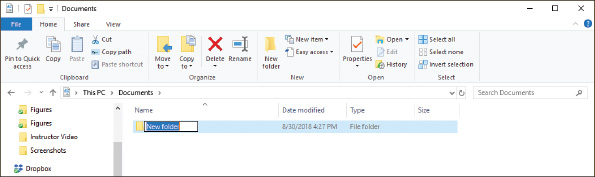 Documents
File Home Share View
Pin to Quick access
Copy
Paste
Cut
Copy path
Paste shortcut
Clipboard
Move to
Copy to
Delete
Rename
Organize
New folder
New item
Easy access
New
Properties
Open
Edit
History
Open
Select all
Select none
Invert selection
Select
This PC > Documents >
Search Documents
Name Date modified Type Size
Figures
Figures
Instructor Video
Screenshots
Dropbox
New folder 8/30/2018 4:27 PM File folder